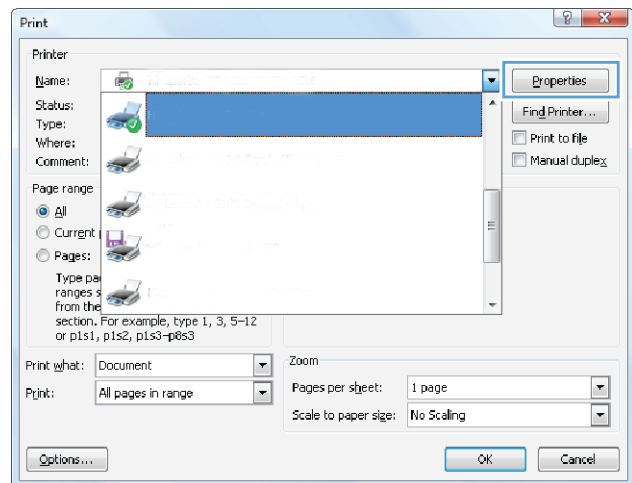 Print
Printer
Name:
Properties
Status:
Find Printer...
Type:
Where:
Print to file
Comment:
Manual duplex
Page range
All
Current
Pages:
Type
ranges
from the
section. For example, type 1, 3, 5–12
or p1s1, p1s2, p1s3–p8s3
Print what: Document
Zoom
Print: All pages in range
Pages per sheet: 1 page
Scale to paper size: No Scaling
Options...
OK
Cancel